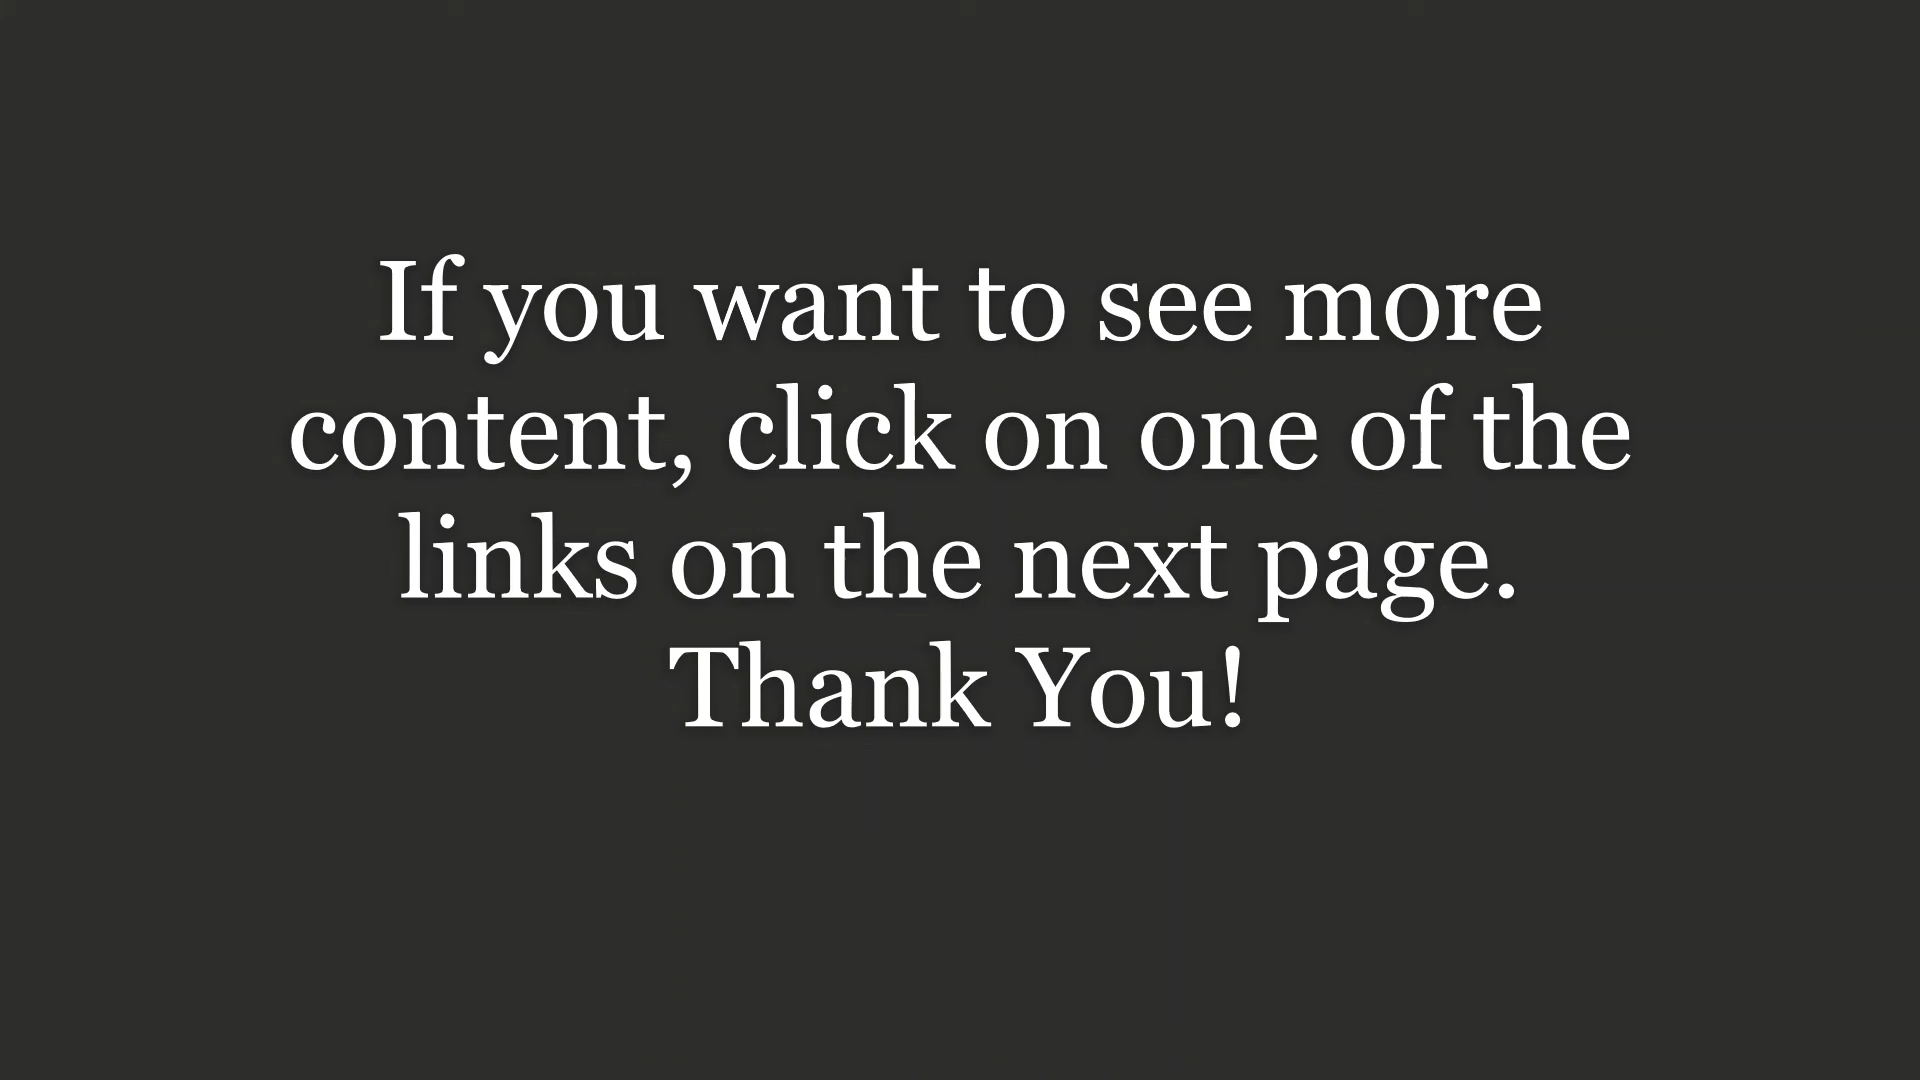 If you want to see more
content, click on one of the
links on the next page.
Thank You!